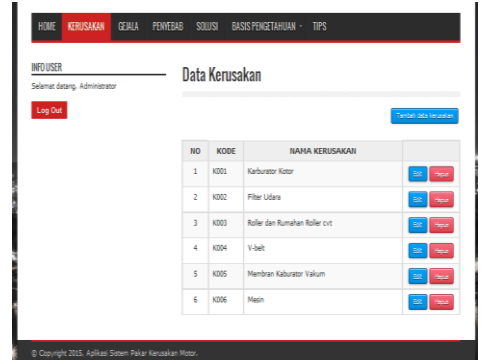 HOME KERUSAKAN GEJALA PENYEBAB SOLUSI BASIS PENGETAHUAN - TIPS
INFO USER
Selamat datang, Administrator
Log Out
Data Kerusakan
Tambah data kerusakan
NO KODE NAMA KERUSAKAN
1 K001 Karburator Kotor Edit Hapus
2 K002 Filter Udara Edit Hapus
3 K003 Roller dan Rumahan Roller cvt Edit Hapus
4 K004 V-belt Edit Hapus
5 K005 Membran Kaburator Vakum Edit Hapus
6 K006 Mesin Edit Hapus
© Copyright 2015. Aplikasi Sistem Pakar Kerusakan Motor.